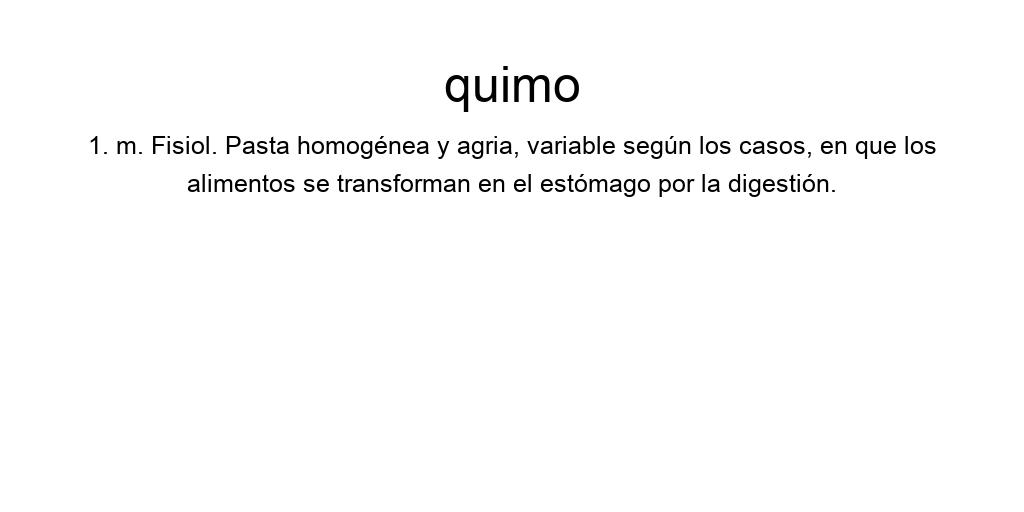 quimo
1. m. Fisiol. Pasta homogénea y agria, variable según los casos, en que los
alimentos se transforman en el estómago por la digestión.